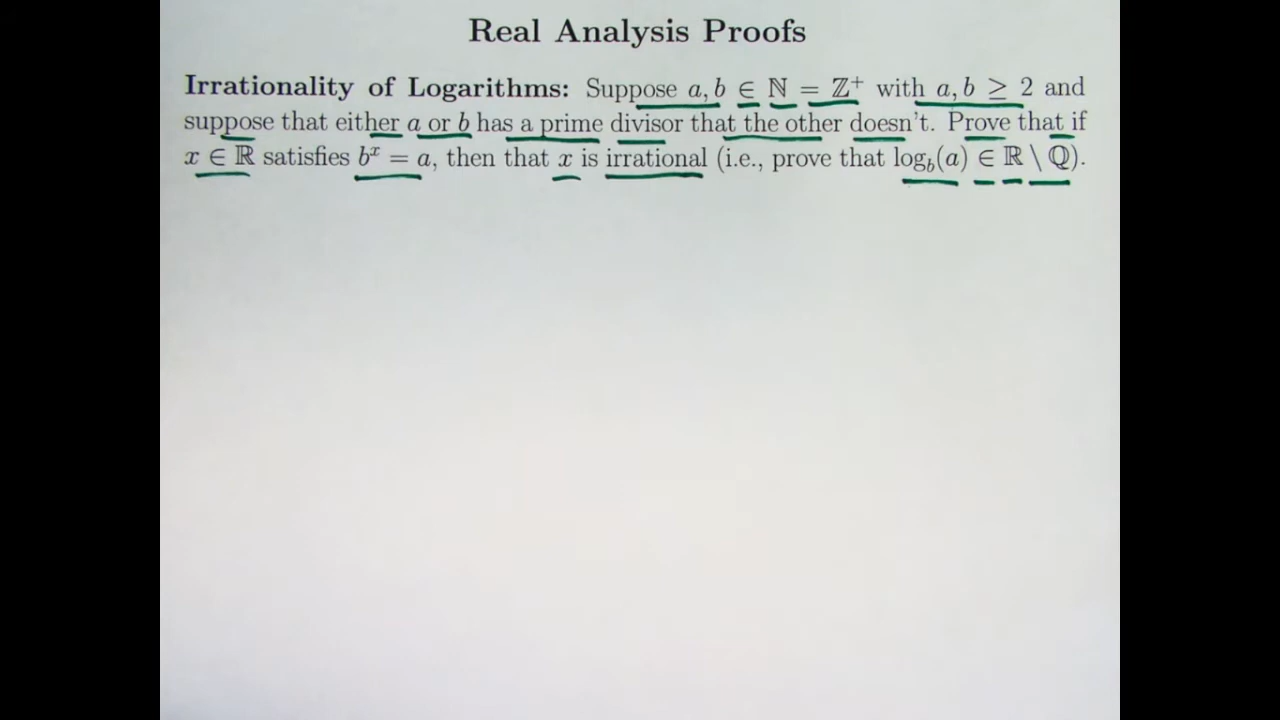 Real Analysis Proofs
Irrationality of Logarithms: Suppose a, b ∈ ℕ = ℤ⁺ with a, b ≥ 2 and
suppose that either a or b has a prime divisor that the other doesn't. Prove that if
x ∈ ℝ satisfies bˣ = a, then that x is irrational (i.e., prove that log_b(a) ∈ ℝ \ ℚ).